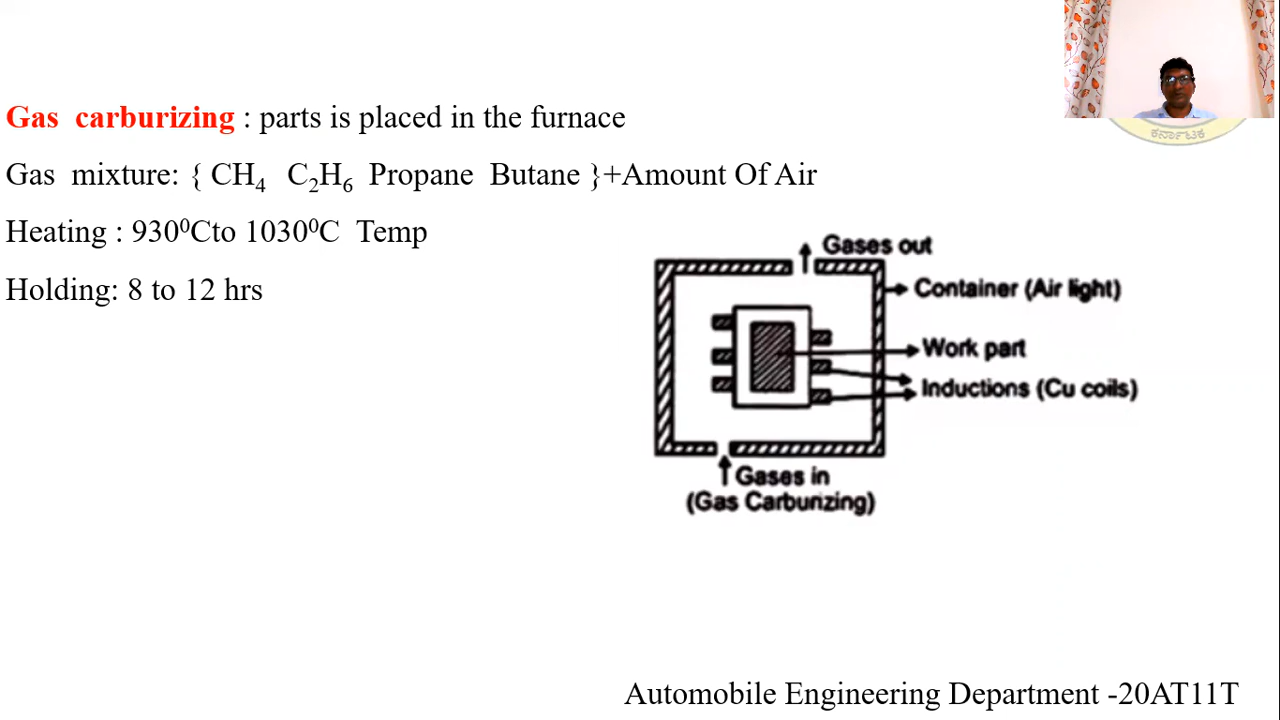 Gas carburizing : parts is placed in the furnace
Gas mixture: { CH₄ C₂H₆ Propane Butane }+Amount Of Air
Heating : 930⁰Cto 1030⁰C Temp
Holding: 8 to 12 hrs
ಕರ್ನಾಟಕ
Gases out
Container (Air light)
Work part
Inductions (Cu coils)
Gases in
(Gas Carburizing)
Automobile Engineering Department -20AT11T